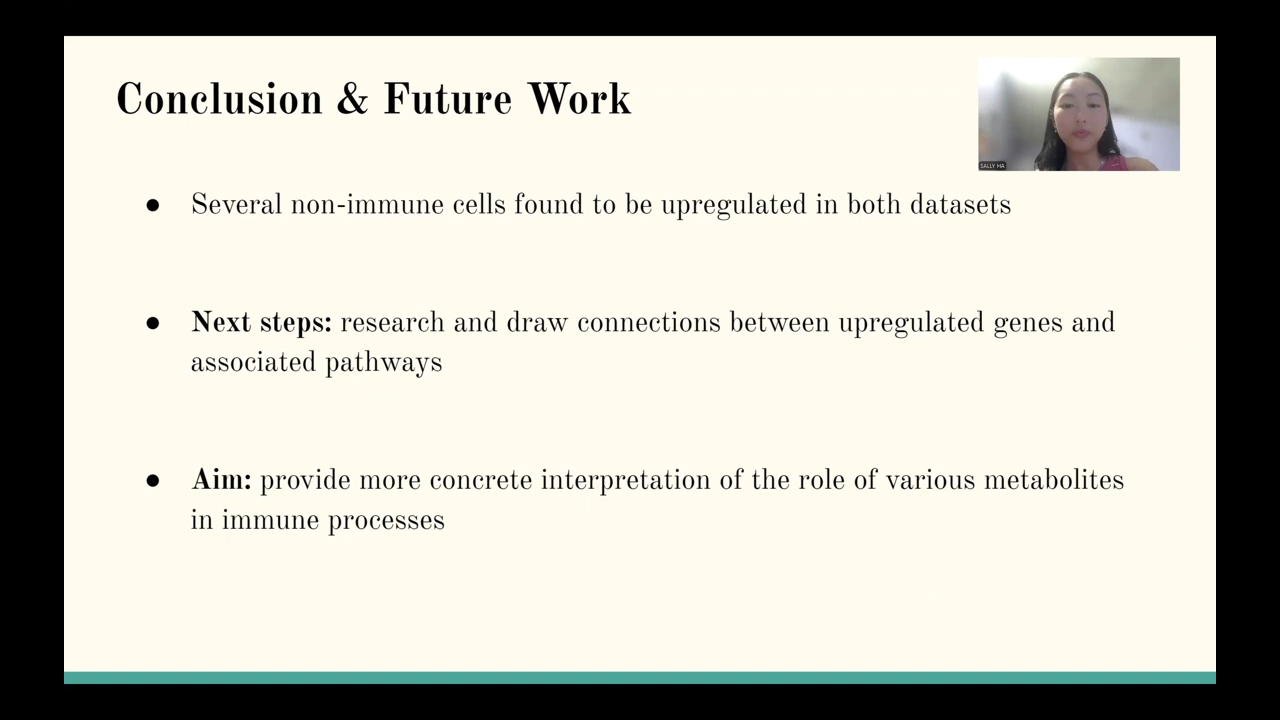 Conclusion & Future Work
SALLY HA
● Several non-immune cells found to be upregulated in both datasets
● Next steps: research and draw connections between upregulated genes and
associated pathways
● Aim: provide more concrete interpretation of the role of various metabolites
in immune processes